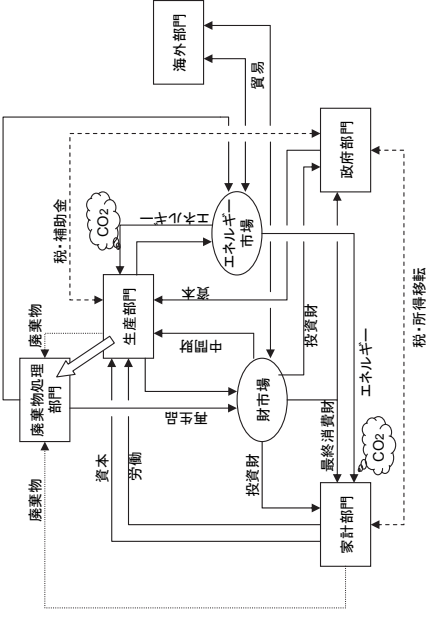 廃棄物
廃棄物処理
部門
廃棄物
税・補助金
CO2
生産部門
エネルギー
エネルギー
市場
海外部門
貿易
資本
労働
再生品
中間財
資本
財市場
投資財
投資財
政府部門
最終消費財
エネルギー
CO2
家計部門
税・所得移転